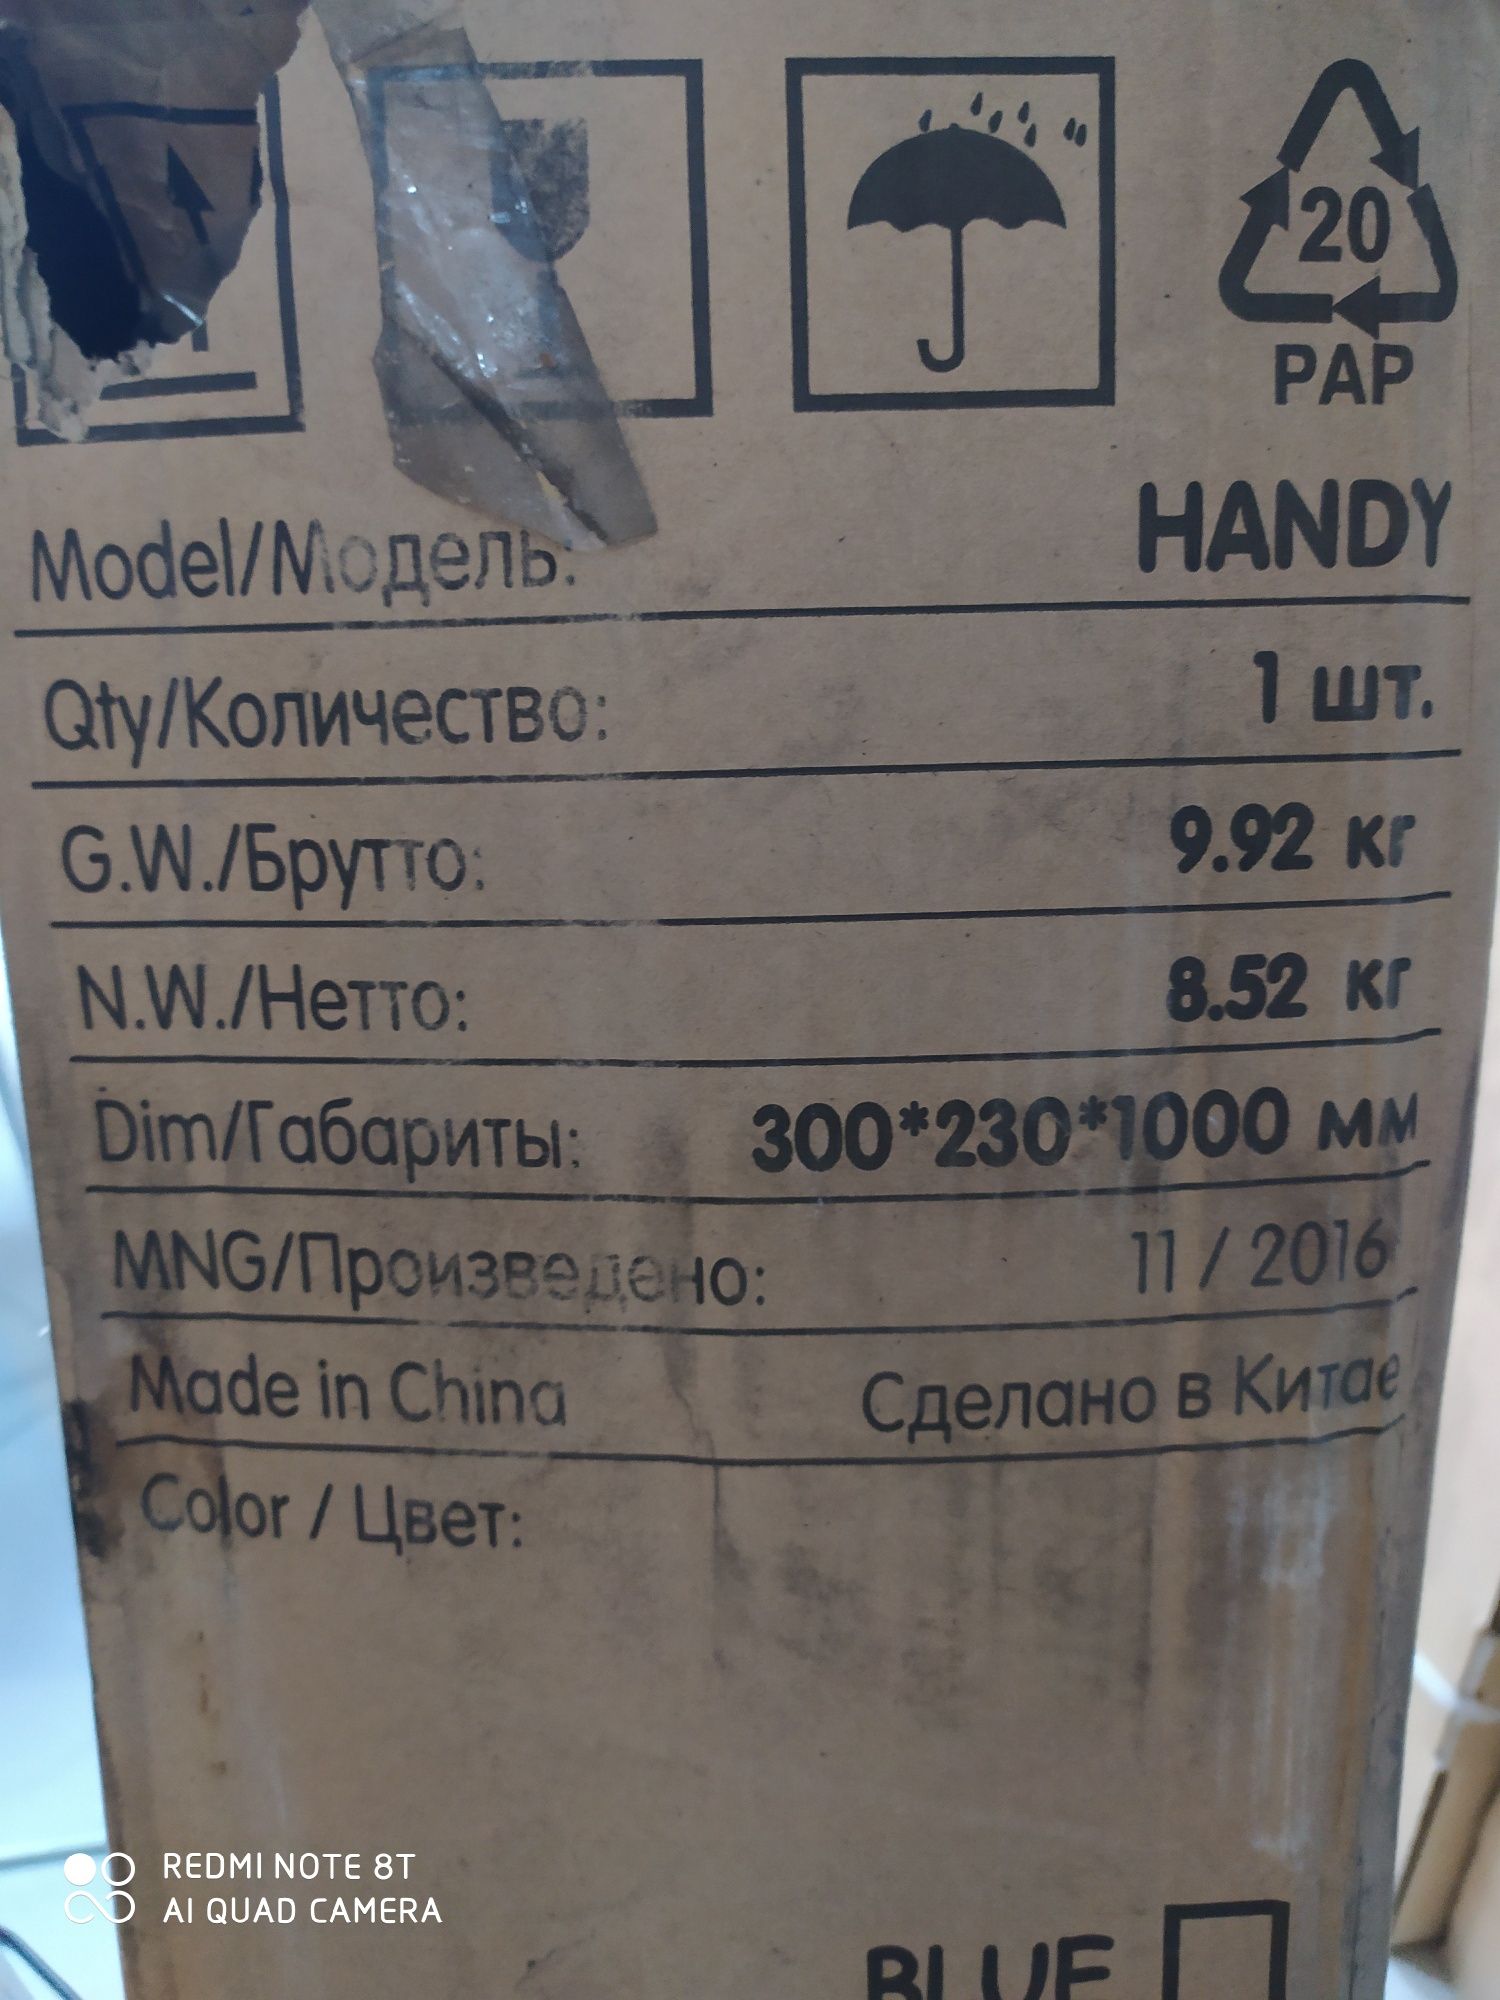 20
PAP
Model/Модель: HANDY
Qty/Количество: 1 шт.
G.W./Брутто: 9.92 кг
N.W./Нетто: 8.52 кг
Dim/Габариты: 300*230*1000 мм
MNG/Произведено: 11 / 2016
Made in China Сделано в Китае
Color / Цвет:
BLUE
REDMI NOTE 8T
AI QUAD CAMERA